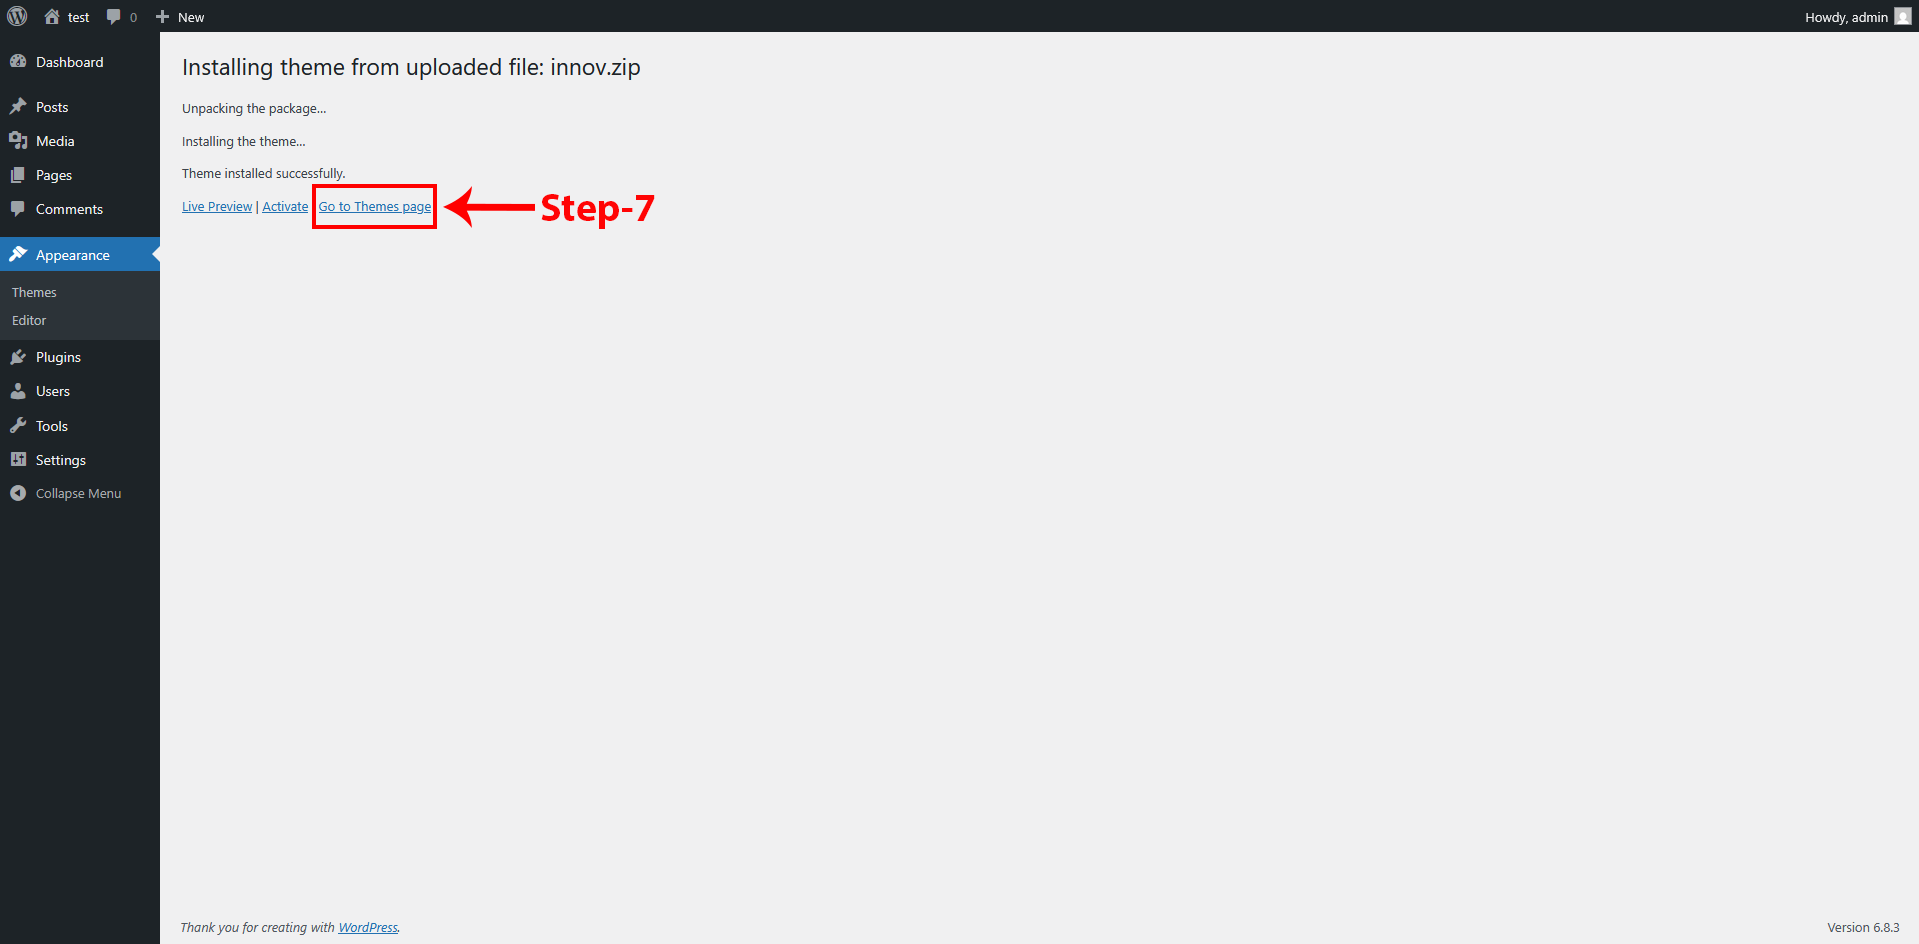 test 0 New Howdy, admin
Dashboard
Posts
Media
Pages
Comments
Appearance
Themes
Editor
Plugins
Users
Tools
Settings
Collapse Menu
Installing theme from uploaded file: innov.zip
Unpacking the package...
Installing the theme...
Theme installed successfully.
Live Preview | Activate Go to Themes page Step-7
Thank you for creating with WordPress. Version 6.8.3